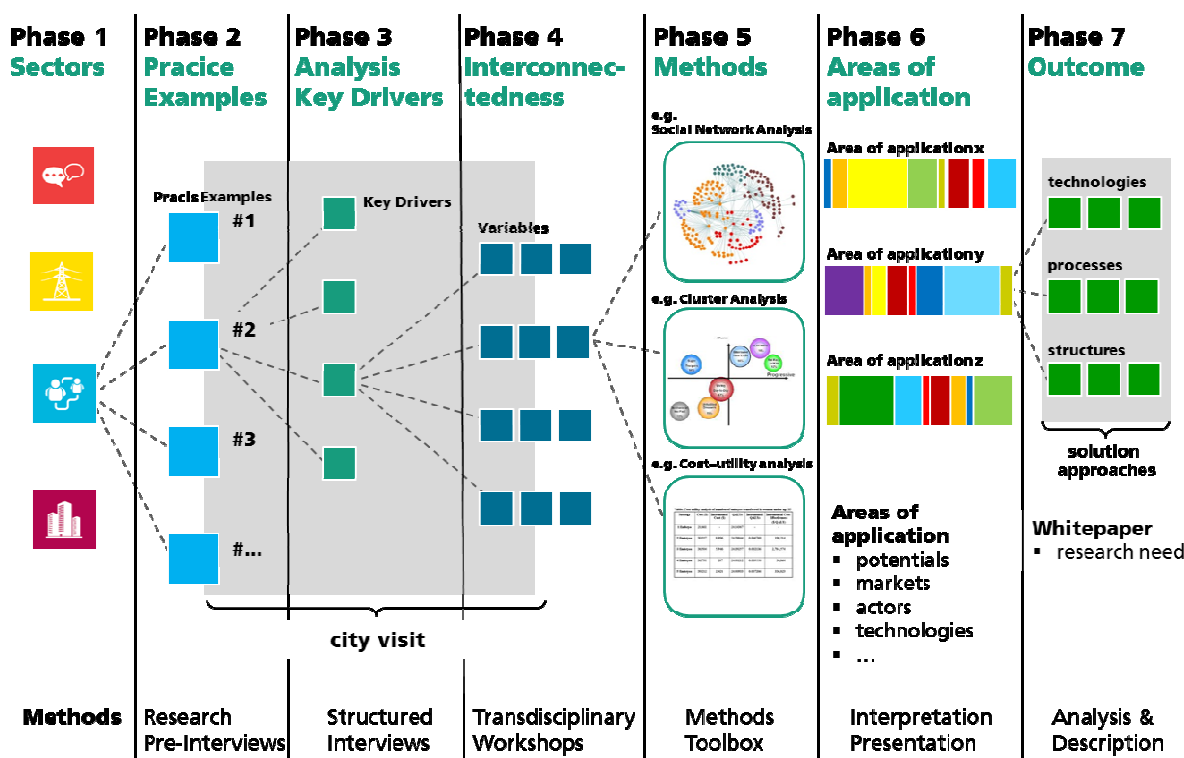 Phase 1
Sectors
Phase 2
Pracice
Examples
Phase 3
Analysis
Key Drivers
Phase 4
Interconnec-
tedness
Phase 5
Methods
Phase 6
Areas of
application
Phase 7
Outcome
PracisExamples
#1
#2
#3
#...
Key Drivers
Variables
city visit
e.g.
Social Network Analysis
e.g. Cluster Analysis
Progressive
e.g. Cost–utility analysis
Area of applicationx
Area of applicationy
Area of applicationz
Areas of
application
▪ potentials
▪ markets
▪ actors
▪ technologies
▪ ...
technologies
processes
structures
solution
approaches
Whitepaper
▪ research need
Methods
Research
Pre-Interviews
Structured
Interviews
Transdisciplinary
Workshops
Methods
Toolbox
Interpretation
Presentation
Analysis &
Description